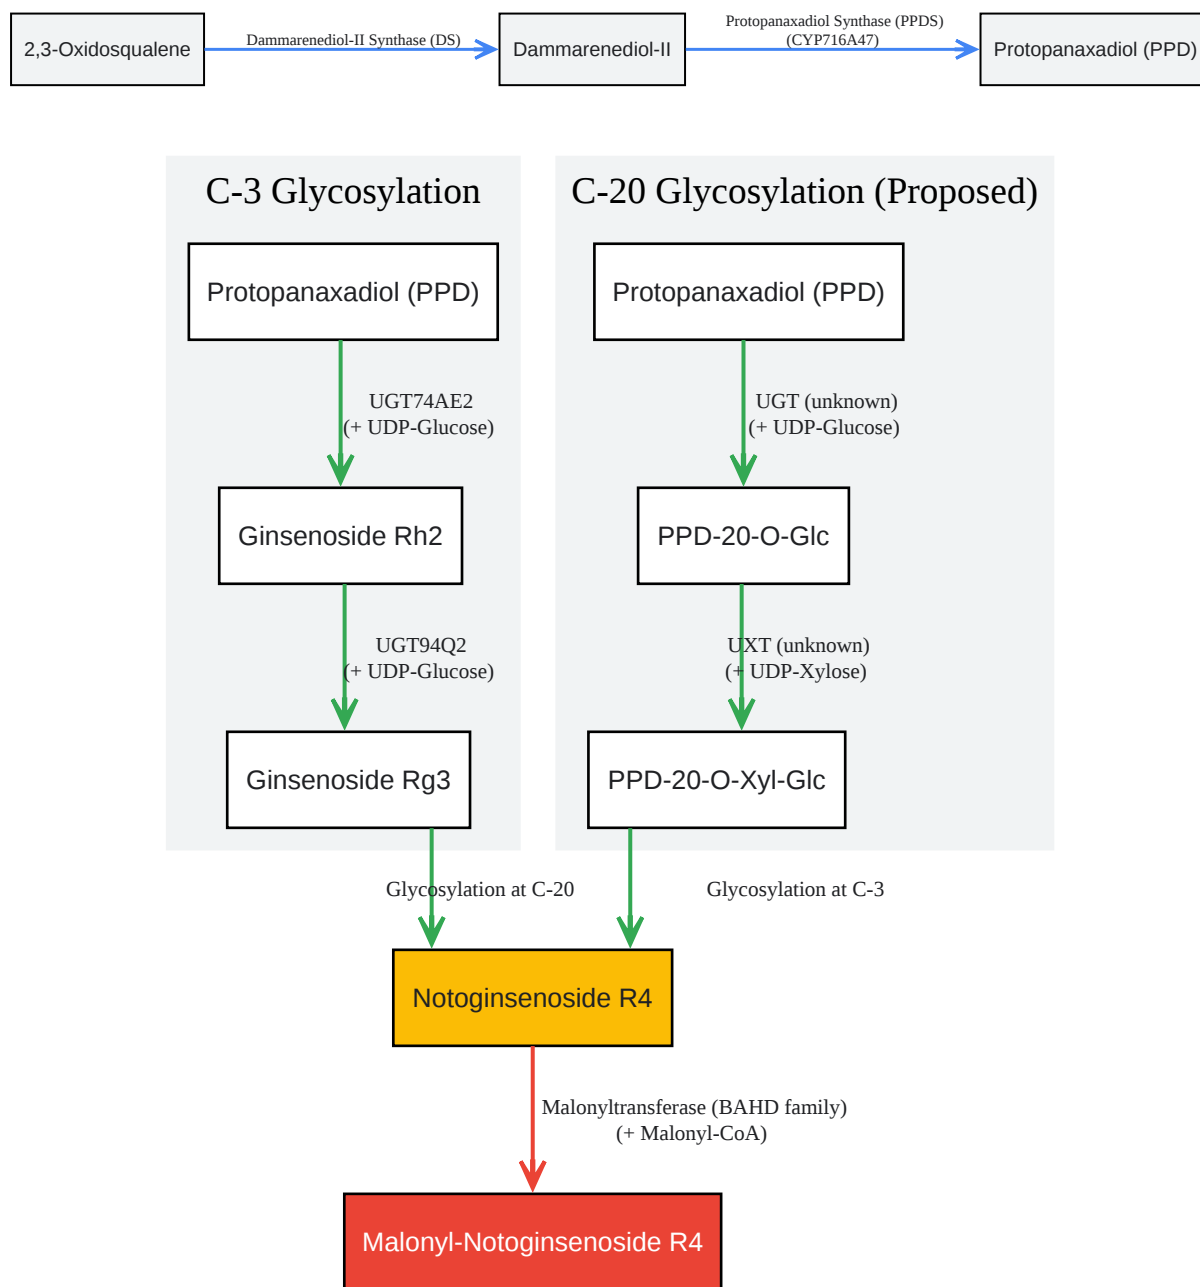 2,3-Oxidosqualene
Dammarenediol-II Synthase (DS)
Dammarenediol-II
Protopanaxadiol Synthase (PPDS)
(CYP716A47)
Protopanaxadiol (PPD)
C-3 Glycosylation
Protopanaxadiol (PPD)
UGT74AE2
(+ UDP-Glucose)
Ginsenoside Rh2
UGT94Q2
(+ UDP-Glucose)
Ginsenoside Rg3
C-20 Glycosylation (Proposed)
Protopanaxadiol (PPD)
UGT (unknown)
(+ UDP-Glucose)
PPD-20-O-Glc
UXT (unknown)
(+ UDP-Xylose)
PPD-20-O-Xyl-Glc
Glycosylation at C-20
Glycosylation at C-3
Notoginsenoside R4
Malonyltransferase (BAHD family)
(+ Malonyl-CoA)
Malonyl-Notoginsenoside R4